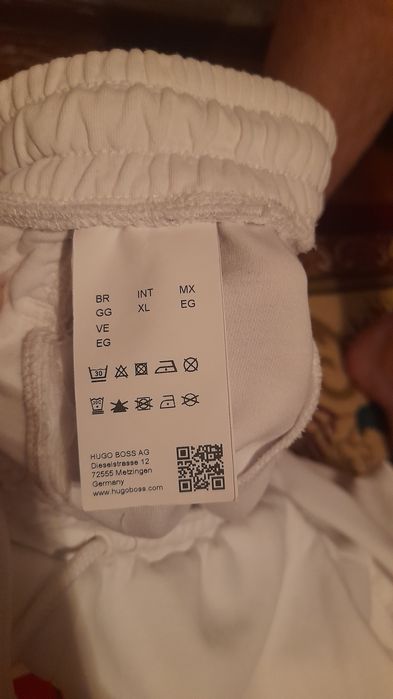 BR INT MX
GG XL EG
VE
EG
30
HUGO BOSS AG
Dieselstrasse 12
72555 Metzingen
Germany
www.hugoboss.com